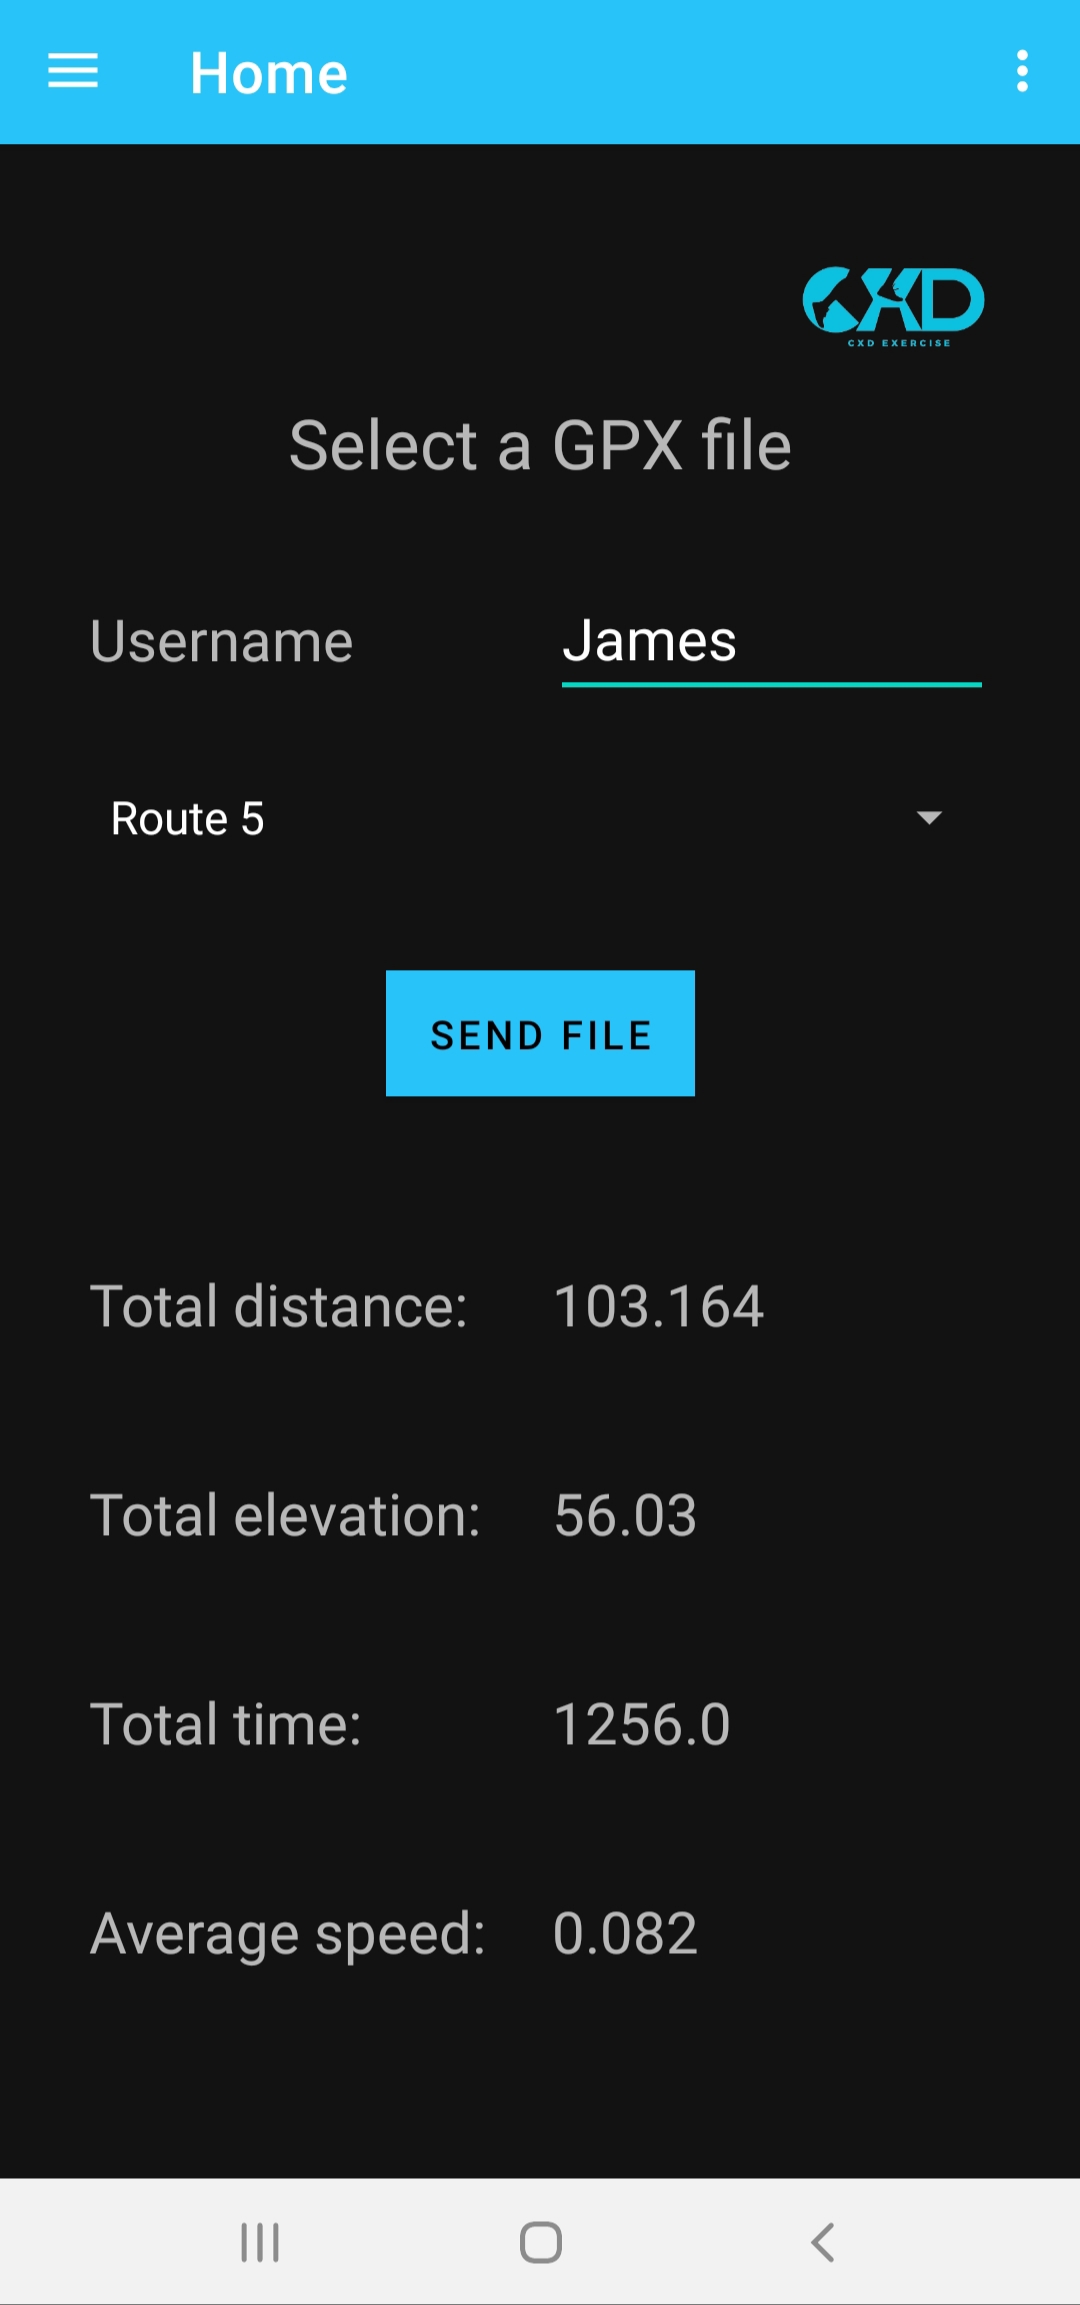 Home
CXD
CXD EXERCISE
Select a GPX file
Username James
Route 5
SEND FILE
Total distance: 103.164
Total elevation: 56.03
Total time: 1256.0
Average speed: 0.082